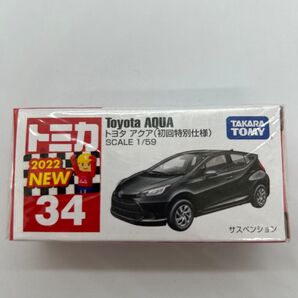 トミカ
2022
NEW
34
Toyota AQUA
トヨタ アクア(初回特別仕様)
SCALE 1/59
TAKARA
TOMY
サスペンション